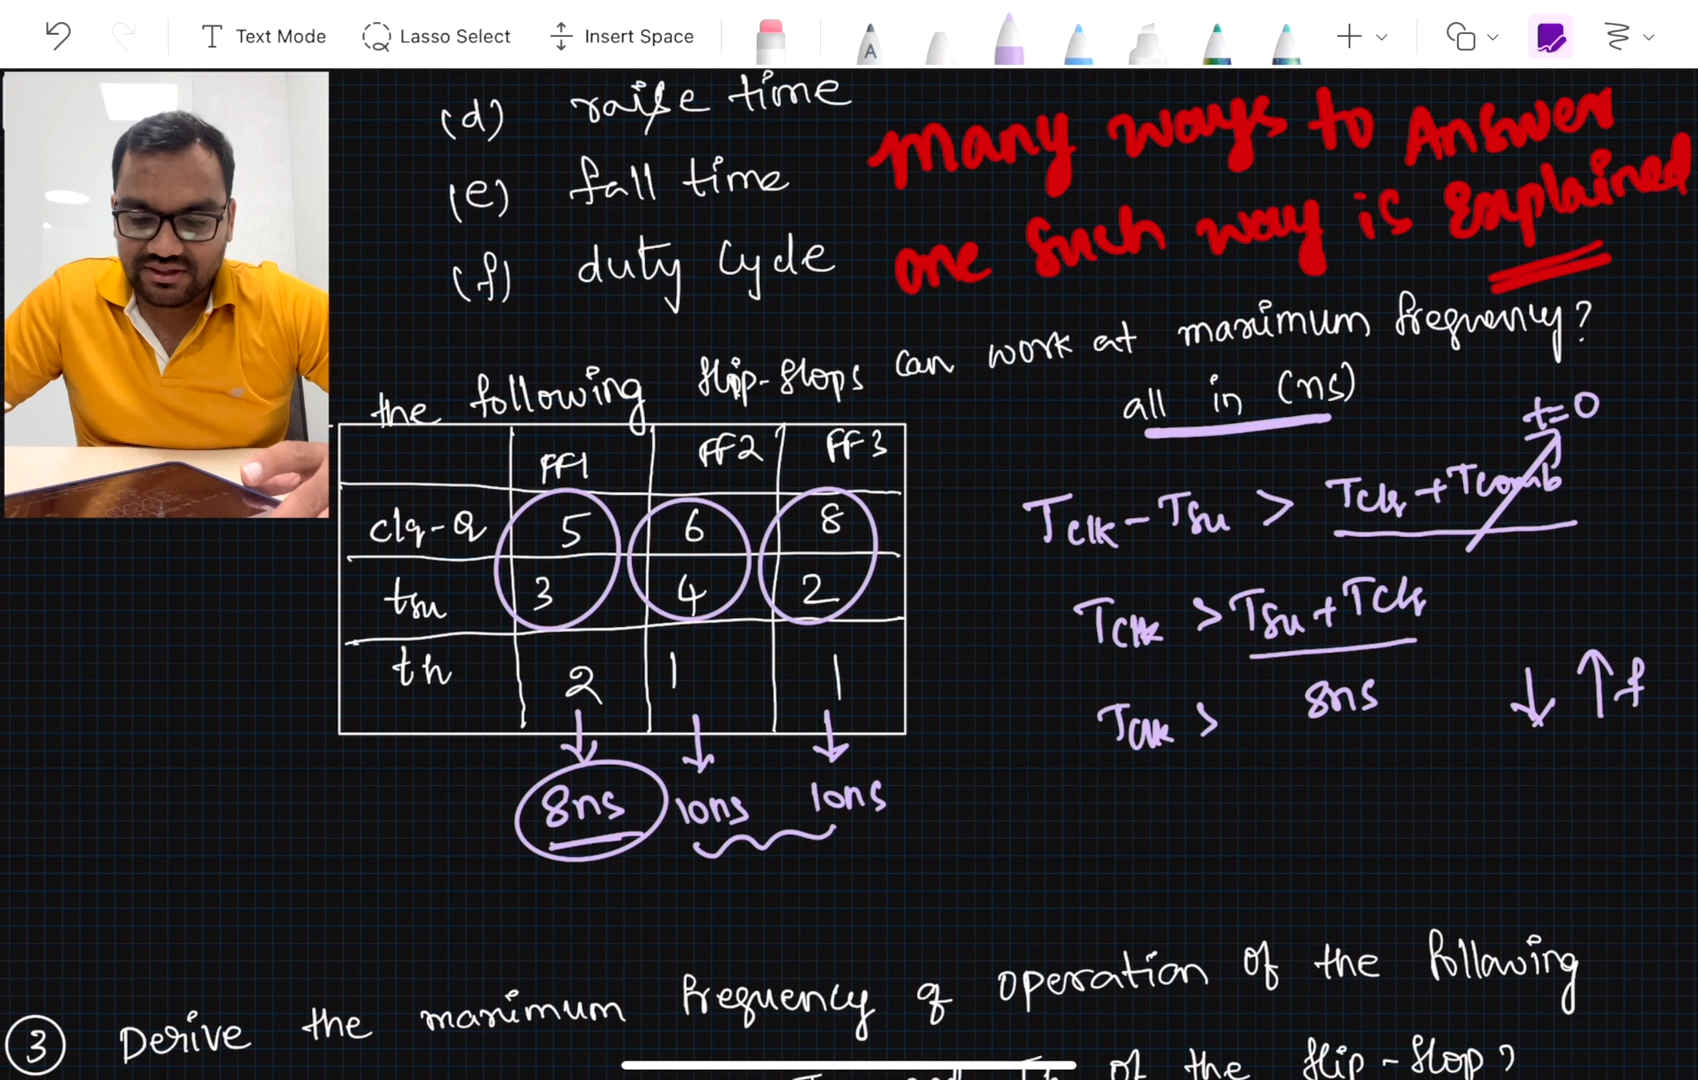 Text Mode Lasso Select Insert Space
(d) raise time
(e) fall time
(f) duty cycle
many ways to Answer
one such way is Explained
the following flip-flops can work at maximum frequency?
all in (ns)
FF1 FF2 FF3
clq-Q 5 6 8
tsu 3 4 2
th 2 1 1
8ns 10ns 10ns
t=0
Tclk - Tsu > Tclq + Tcomb
Tclk > Tsu + Tclq
Tclk > 8ns
↓ ↑f
3 Derive the maximum frequency of operation of the following
of the flip-flop?